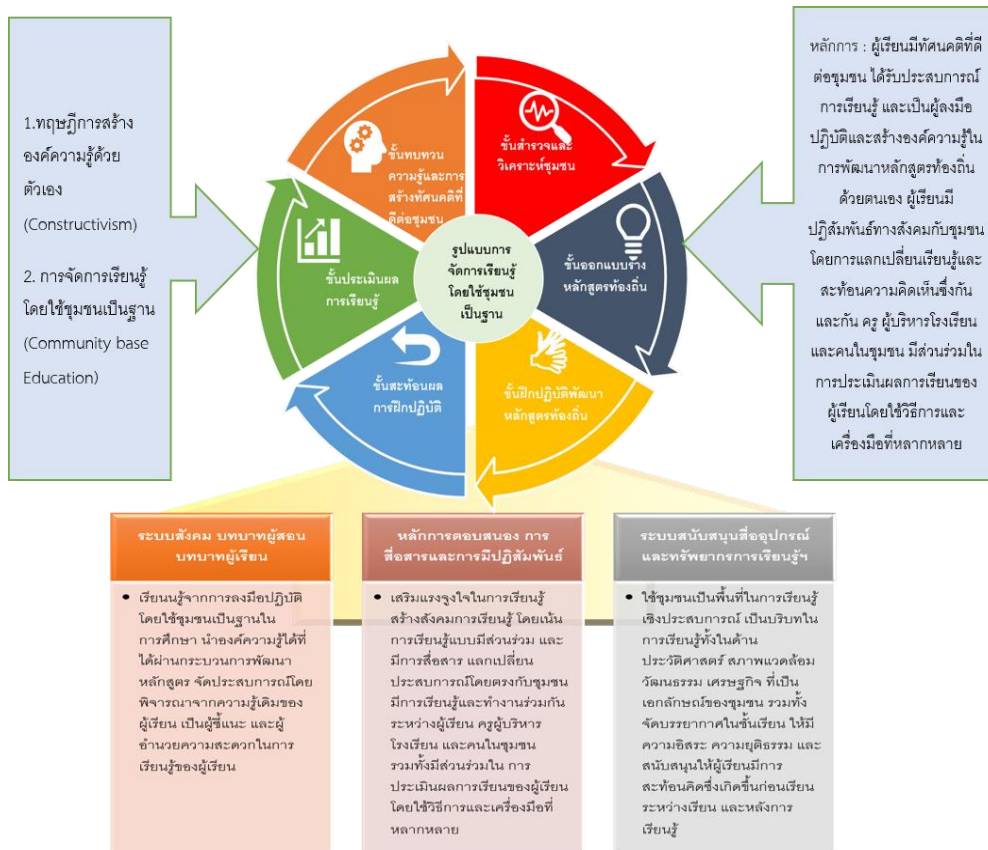 1.ทฤษฎีการสร้าง
องค์ความรู้ด้วย
ตัวเอง
(Constructivism)
2. การจัดการเรียนรู้
โดยใช้ชุมชนเป็นฐาน
(Community base
Education)
ขั้นทบทวน
ความรู้และการ
สร้างทัศนคติที่
ดีต่อชุมชน
ขั้นสำรวจและ
วิเคราะห์ชุมชน
ขั้นออกแบบร่าง
หลักสูตรท้องถิ่น
ขั้นฝึกปฏิบัติพัฒนา
หลักสูตรท้องถิ่น
ขั้นสะท้อนผล
การฝึกปฏิบัติ
ขั้นประเมินผล
การเรียนรู้
รูปแบบการ
จัดการเรียนรู้
โดยใช้ชุมชน
เป็นฐาน
หลักการ : ผู้เรียนมีทัศนคติที่ดี
ต่อชุมชน ได้รับประสบการณ์
การเรียนรู้ และเป็นผู้ลงมือ
ปฏิบัติและสร้างองค์ความรู้ใน
การพัฒนาหลักสูตรท้องถิ่น
ด้วยตนเอง ผู้เรียนมี
ปฏิสัมพันธ์ทางสังคมกับชุมชน
โดยการแลกเปลี่ยนเรียนรู้และ
สะท้อนความคิดเห็นซึ่งกัน
และกัน ครู ผู้บริหารโรงเรียน
และคนในชุมชน มีส่วนร่วมใน
การประเมินผลการเรียนของ
ผู้เรียนโดยใช้วิธีการและ
เครื่องมือที่หลากหลาย
ระบบสังคม บทบาทผู้สอน
บทบาทผู้เรียน
• เรียนนรู้จากการลงมือปฏิบัติ
โดยใช้ชุมชนเป็นฐานใน
การศึกษา นำองค์ความรู้ได้ที่
ได้ผ่านกระบวนการพัฒนา
หลักสูตร จัดประสบการณ์โดย
พิจารณาจากความรู้เดิมของ
ผู้เรียน เป็นผู้ชี้แนะ และผู้
อำนวยความสะดวกในการ
เรียนรู้ของผู้เรียน
หลักการตอบสนอง การ
สื่อสารและการมีปฏิสัมพันธ์
• เสริมแรงจูงใจในการเรียนรู้
สร้างสังคมการเรียนรู้ โดยเน้น
การเรียนรู้แบบมีส่วนร่วม และ
มีการสื่อสาร แลกเปลี่ยน
ประสบการณ์โดยตรงกับชุมชน
มีการเรียนรู้และทำงานร่วมกัน
ระหว่างผู้เรียน ครูผู้บริหาร
โรงเรียน และคนในชุมชน
รวมทั้งมีส่วนร่วมใน การ
ประเมินผลการเรียนของผู้เรียน
โดยใช้วิธีการและเครื่องมือที่
หลากหลาย
ระบบสนับสนุนสื่ออุปกรณ์
และทรัพยากรการเรียนรู้ฯ
• ใช้ชุมชนเป็นพื้นที่ในการเรียนรู้
เชิงประสบการณ์ เป็นบริบทใน
การเรียนรู้ทั้งในด้าน
ประวัติศาสตร์ สภาพแวดล้อม
วัฒนธรรม เศรษฐกิจ ที่เป็น
เอกลักษณ์ของชุมชน รวมทั้ง
จัดบรรยากาศในชั้นเรียน ให้มี
ความอิสระ ความยุติธรรม และ
สนับสนุนให้ผู้เรียนมีการ
สะท้อนคิดซึ่งเกิดขึ้นก่อนเรียน
ระหว่างเรียน และหลังการ
เรียนรู้